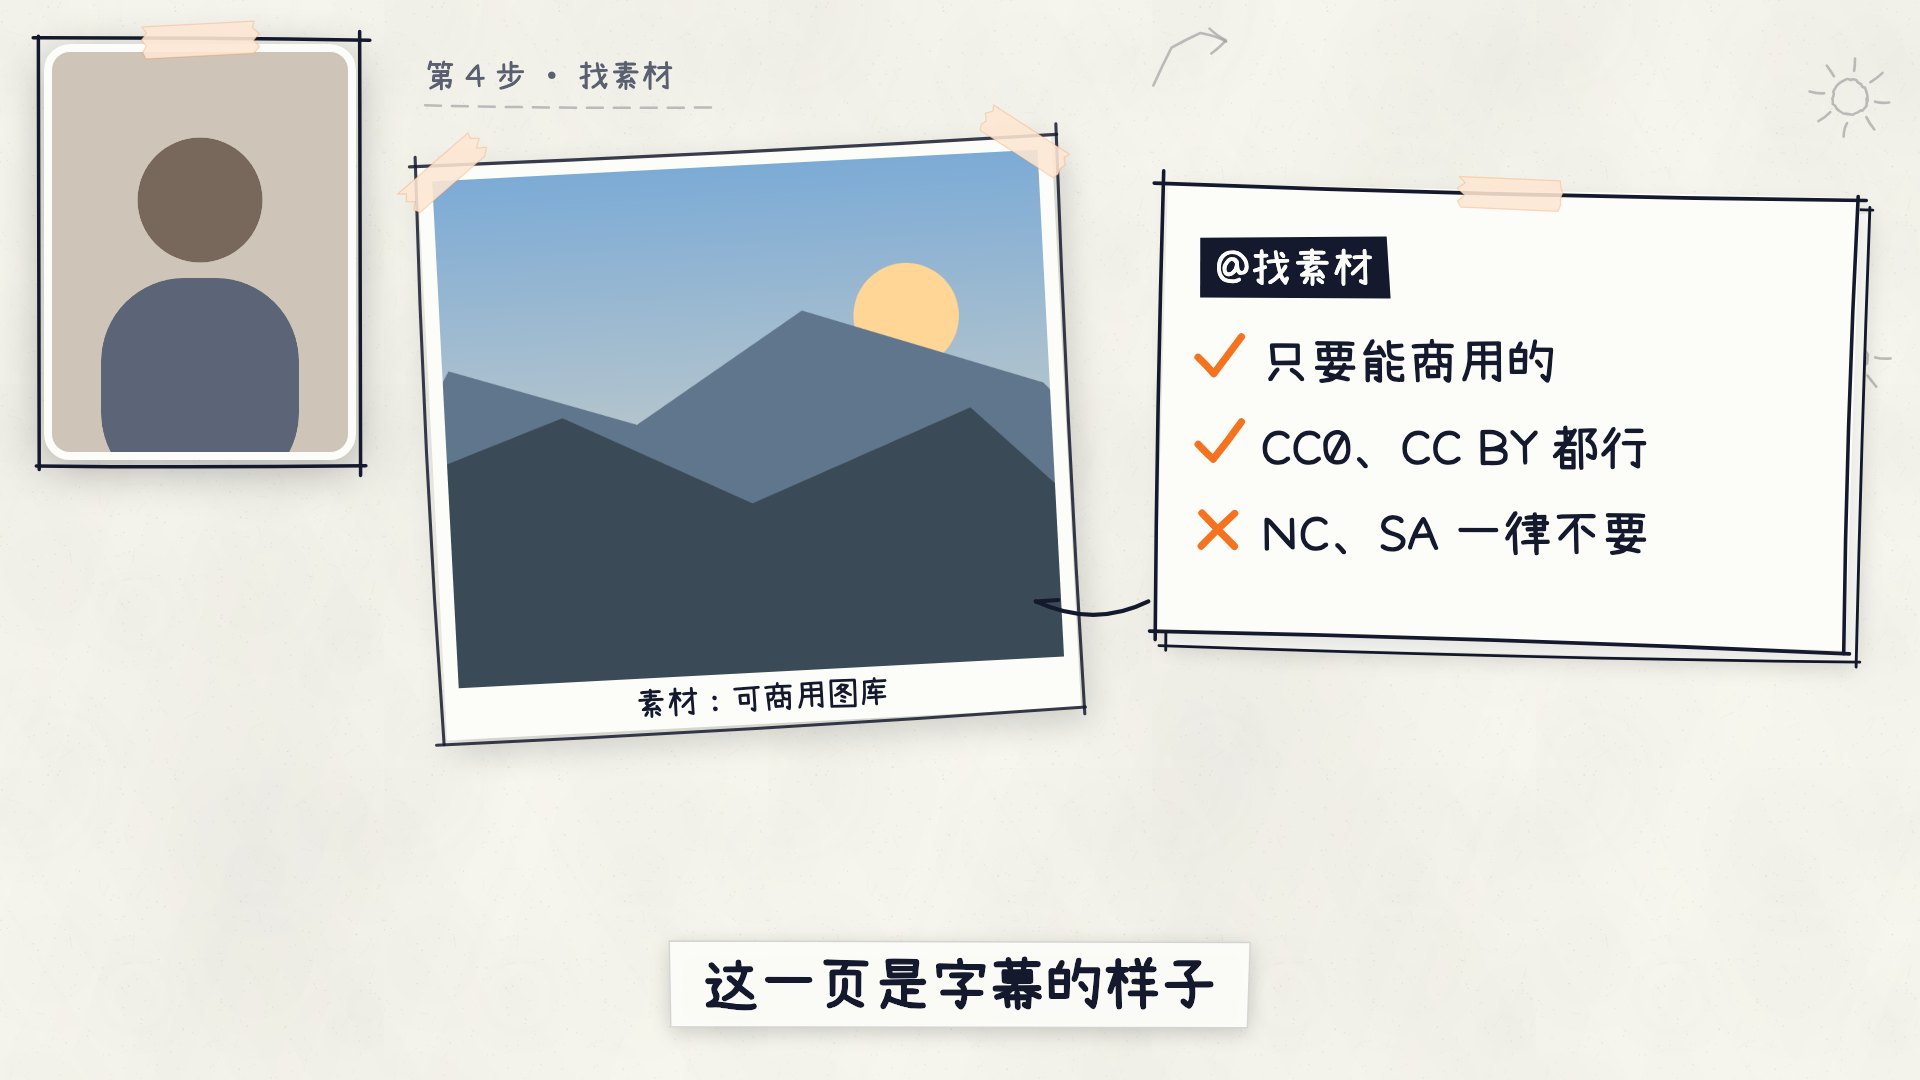 第 4 步 · 找素材
@找素材
只要能商用的
CC0、CC BY 都行
NC、SA 一律不要
素材：可商用图库
这一页是字幕的样子